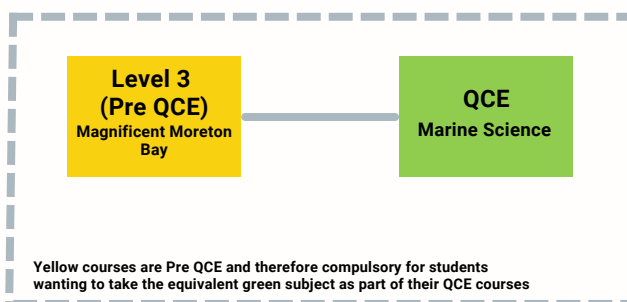 Level 3
(Pre QCE)
Magnificent Moreton
Bay
QCE
Marine Science
Yellow courses are Pre QCE and therefore compulsory for students
wanting to take the equivalent green subject as part of their QCE courses